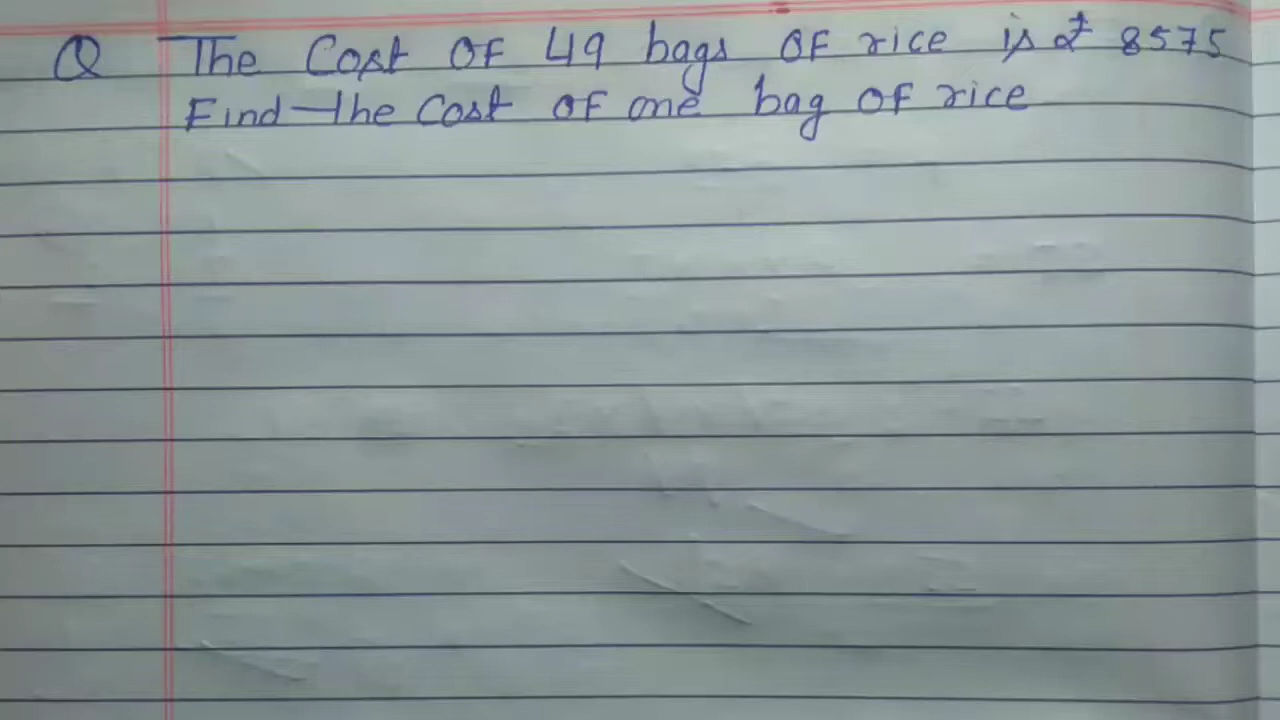 Q The Cost OF 49 bags OF rice is ₹ 8575
Find the Cost OF one bag OF rice